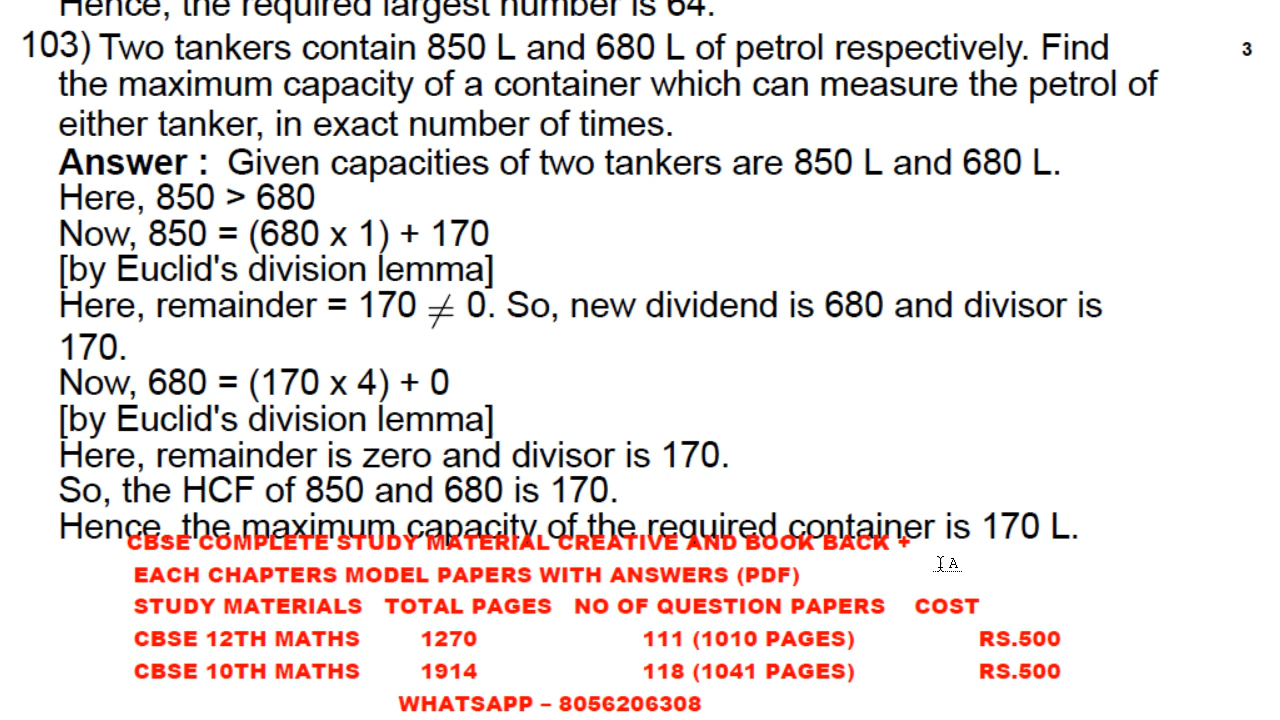 Hence, the required largest number is 64.
103) Two tankers contain 850 L and 680 L of petrol respectively. Find 3
the maximum capacity of a container which can measure the petrol of
either tanker, in exact number of times.
Answer : Given capacities of two tankers are 850 L and 680 L.
Here, 850 > 680
Now, 850 = (680 x 1) + 170
[by Euclid's division lemma]
Here, remainder = 170 ≠ 0. So, new dividend is 680 and divisor is
170.
Now, 680 = (170 x 4) + 0
[by Euclid's division lemma]
Here, remainder is zero and divisor is 170.
So, the HCF of 850 and 680 is 170.
Hence, the maximum capacity of the required container is 170 L.
CBSE COMPLETE STUDY MATERIAL CREATIVE AND BOOK BACK +
EACH CHAPTERS MODEL PAPERS WITH ANSWERS (PDF)
STUDY MATERIALS TOTAL PAGES NO OF QUESTION PAPERS COST
CBSE 12TH MATHS 1270 111 (1010 PAGES) RS.500
CBSE 10TH MATHS 1914 118 (1041 PAGES) RS.500
WHATSAPP – 8056206308